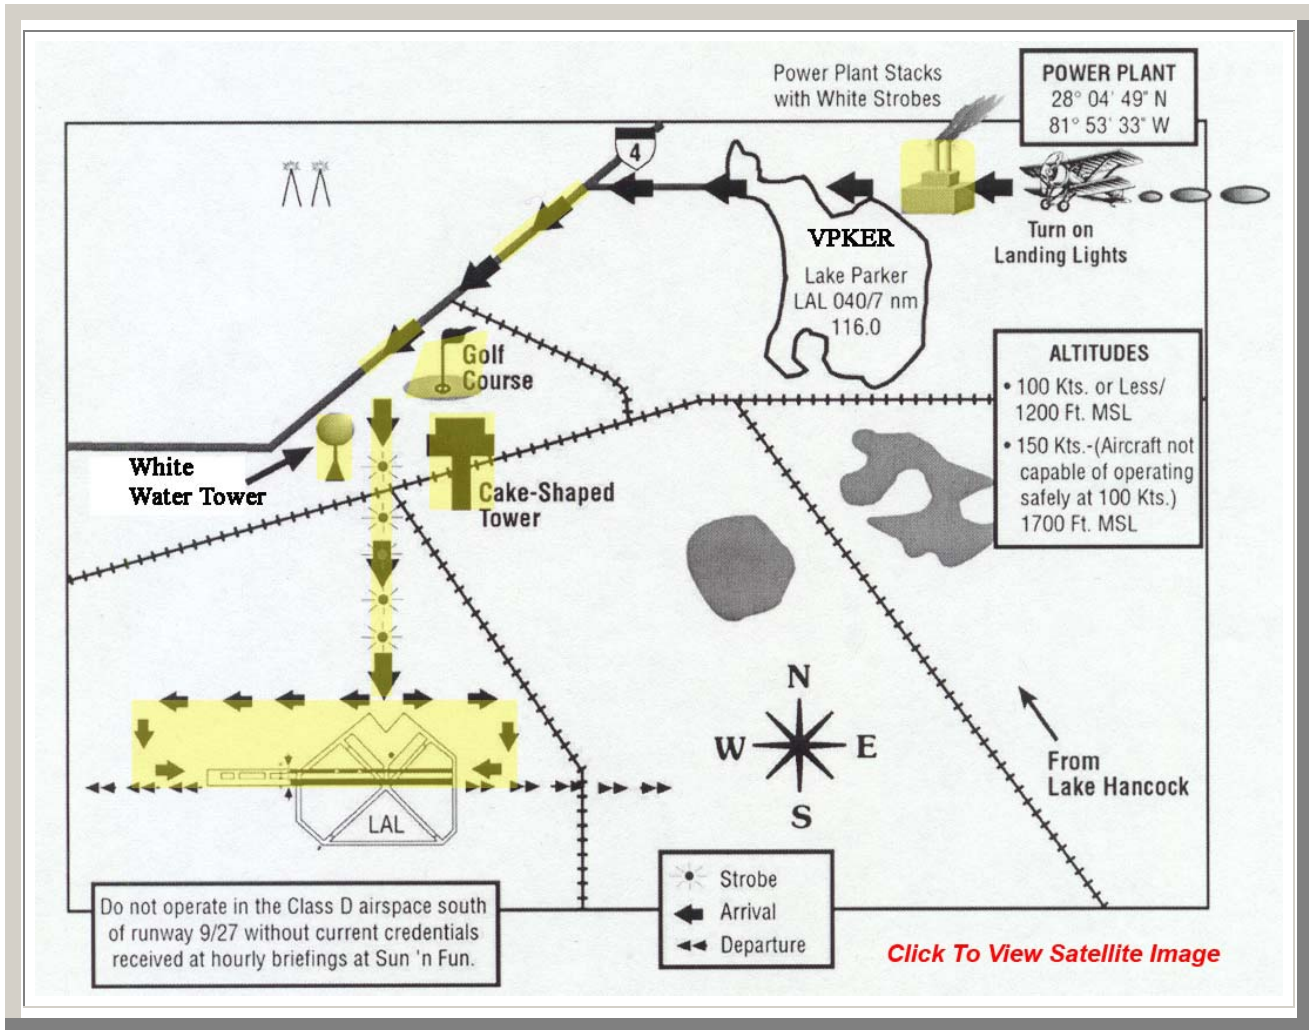 Power Plant Stacks
with White Strobes
POWER PLANT
28° 04' 49" N
81° 53' 33" W
4
Turn on
Landing Lights
VPKER
Lake Parker
LAL 040/7 nm
116.0
ALTITUDES
• 100 Kts. or Less/
1200 Ft. MSL
• 150 Kts.-(Aircraft not
capable of operating
safely at 100 Kts.)
1700 Ft. MSL
Golf
Course
White
Water Tower
Cake-Shaped
Tower
N
W
E
S
From
Lake Hancock
LAL
Do not operate in the Class D airspace south
of runway 9/27 without current credentials
received at hourly briefings at Sun 'n Fun.
Strobe
Arrival
Departure
Click To View Satellite Image